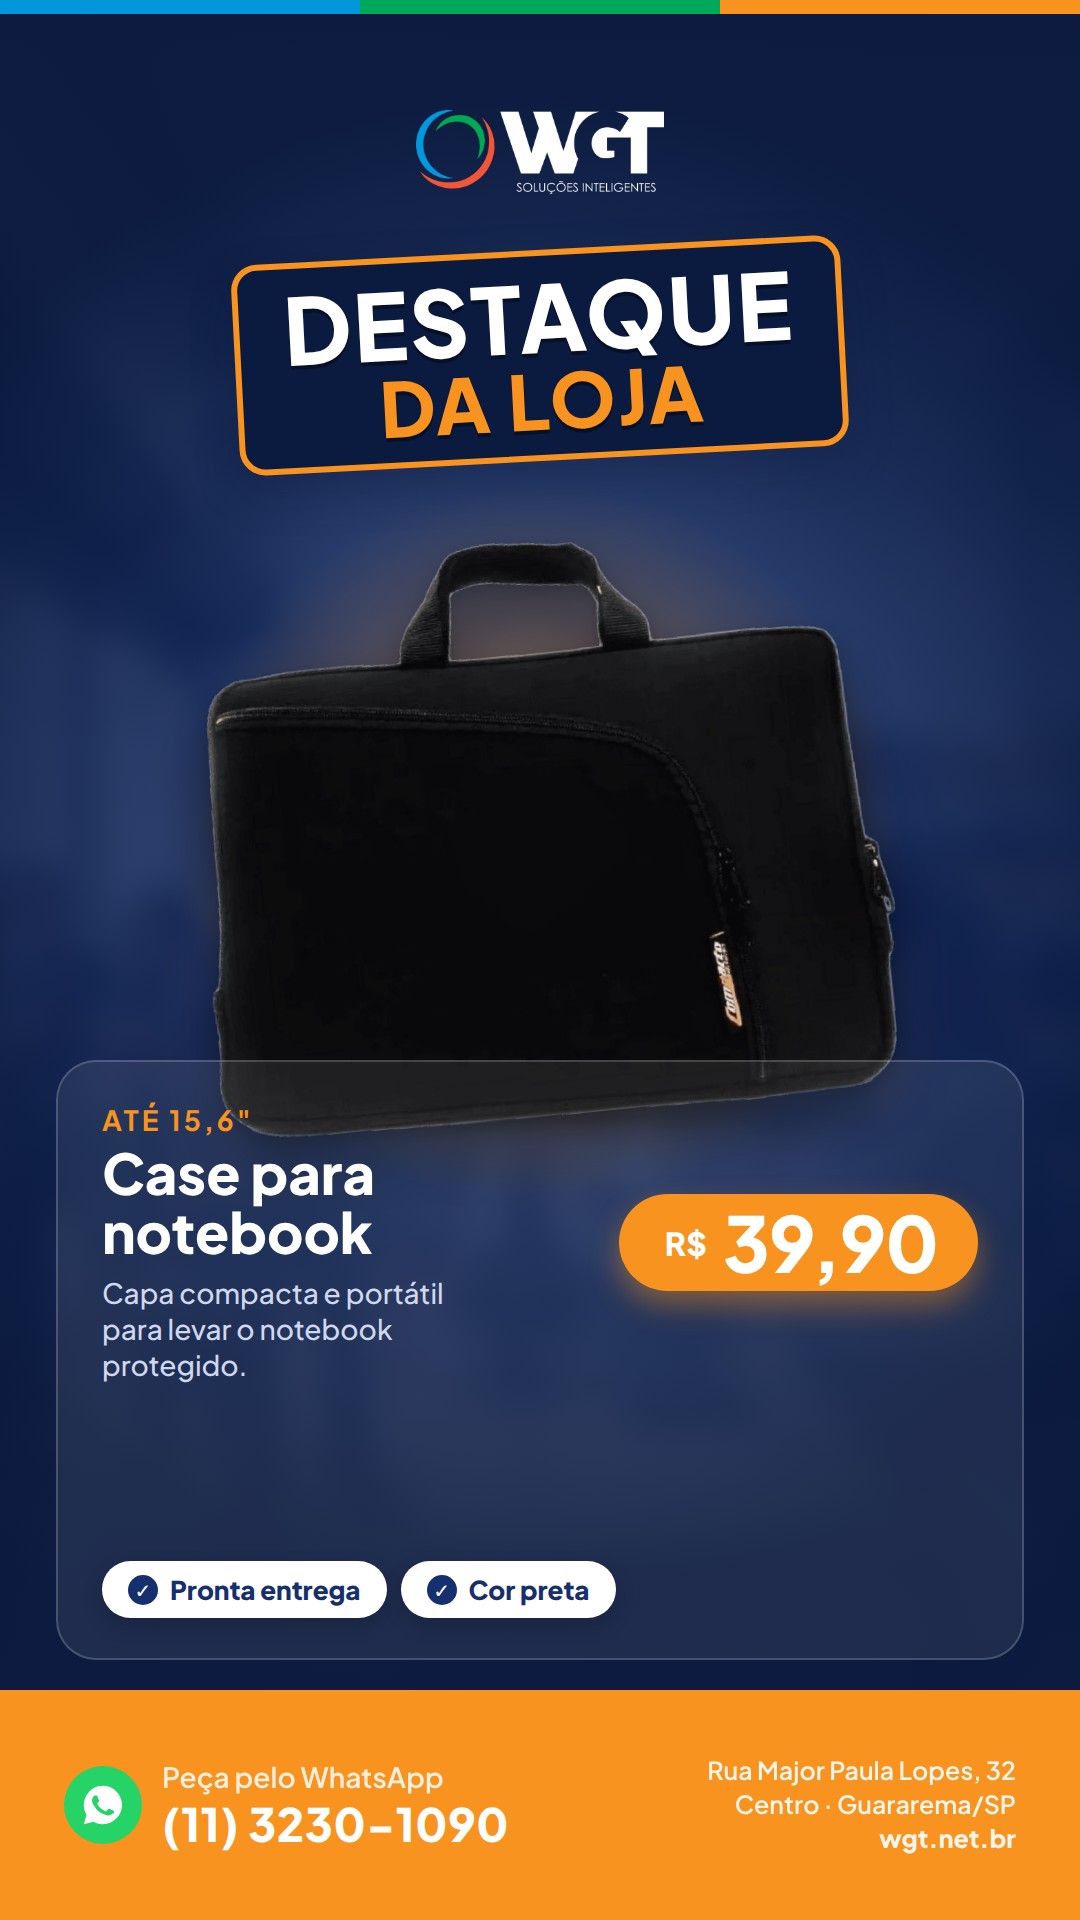 WGT
SOLUÇÕES INTELIGENTES
DESTAQUE
DA LOJA
ATÉ 15,6"
Case para
notebook
Capa compacta e portátil
para levar o notebook
protegido.
R$ 39,90
✓ Pronta entrega
✓ Cor preta
Peça pelo WhatsApp
(11) 3230-1090
Rua Major Paula Lopes, 32
Centro · Guararema/SP
wgt.net.br